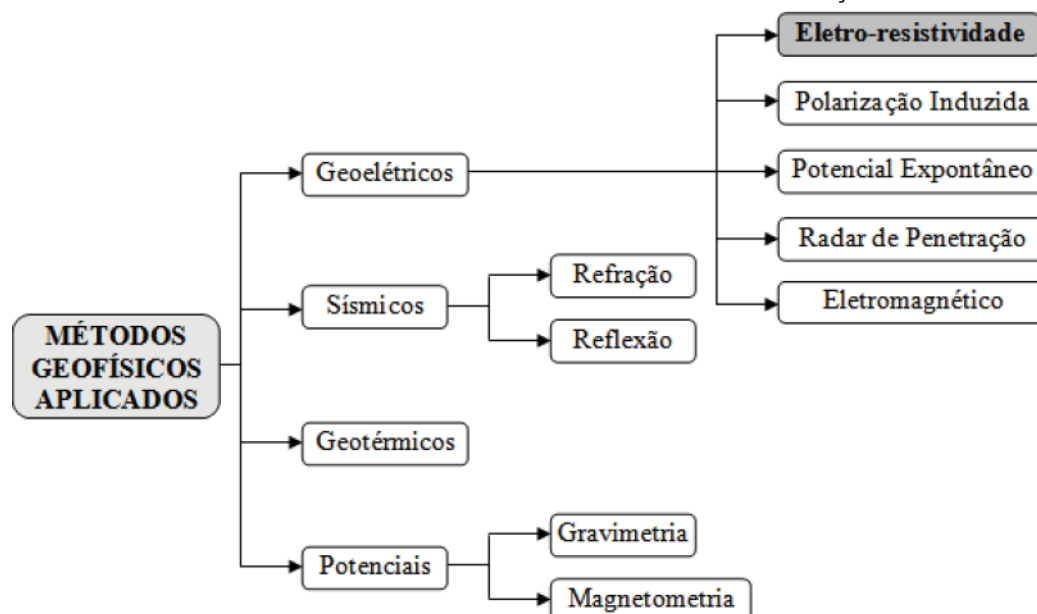 Eletro-resistividade
Polarização Induzida
Geoelétricos
Potencial Expontâneo
Radar de Penetração
Refração
Eletromagnético
Sísmicos
Reflexão
MÉTODOS
GEOFÍSICOS
APLICADOS
Geotérmicos
Gravimetria
Potenciais
Magnetometria